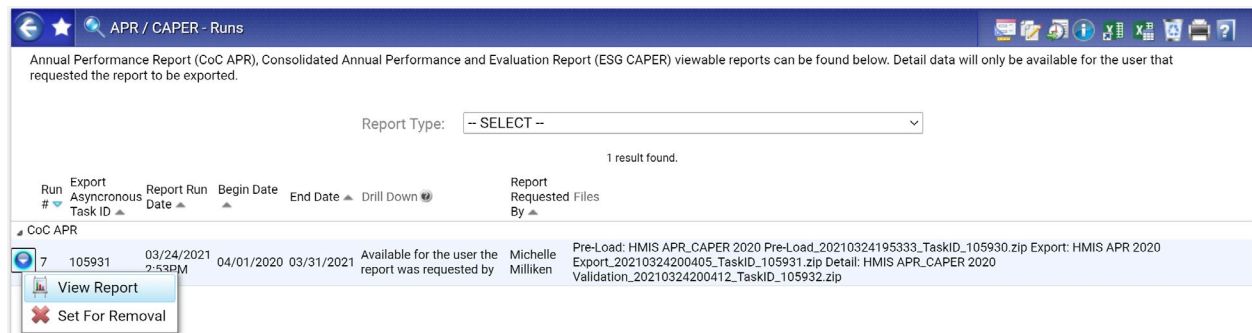 APR / CAPER - Runs
Annual Performance Report (CoC APR), Consolidated Annual Performance and Evaluation Report (ESG CAPER) viewable reports can be found below. Detail data will only be available for the user that
requested the report to be exported.
Report Type: -- SELECT --
1 result found.
Run #
Export Asyncronous Task ID
Report Run Date
Begin Date
End Date
Drill Down
Report Requested By
Files
CoC APR
7
105931
03/24/2021
2:53PM
04/01/2020
03/31/2021
Available for the user the
report was requested by
Michelle
Milliken
Pre-Load: HMIS APR_CAPER 2020 Pre-Load_20210324195333_TaskID_105930.zip Export: HMIS APR 2020
Export_20210324200405_TaskID_105931.zip Detail: HMIS APR_CAPER 2020
Validation_20210324200412_TaskID_105932.zip
View Report
Set For Removal